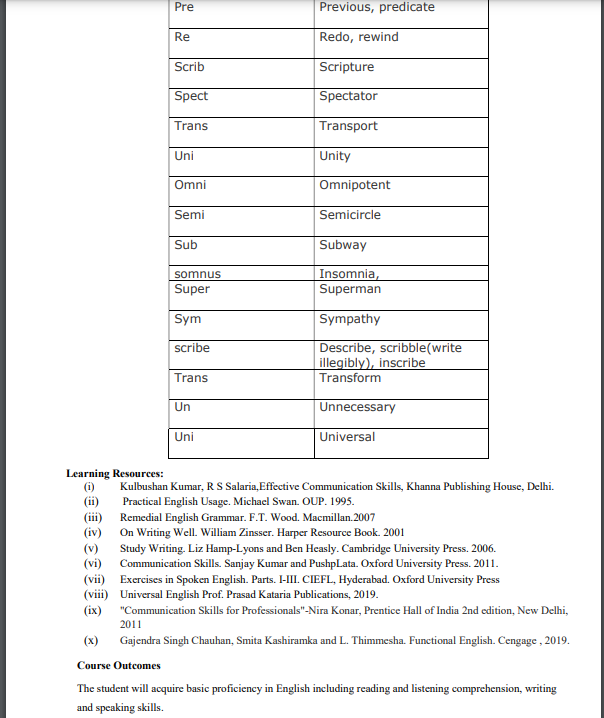 Pre Previous, predicate
Re Redo, rewind
Scrib Scripture
Spect Spectator
Trans Transport
Uni Unity
Omni Omnipotent
Semi Semicircle
Sub Subway
somnus Insomnia,
Super Superman
Sym Sympathy
scribe Describe, scribble(write
illegibly), inscribe
Trans Transform
Un Unnecessary
Uni Universal
Learning Resources:
(i) Kulbushan Kumar, R S Salaria,Effective Communication Skills, Khanna Publishing House, Delhi.
(ii) Practical English Usage. Michael Swan. OUP. 1995.
(iii) Remedial English Grammar. F.T. Wood. Macmillan.2007
(iv) On Writing Well. William Zinsser. Harper Resource Book. 2001
(v) Study Writing. Liz Hamp-Lyons and Ben Heasly. Cambridge University Press. 2006.
(vi) Communication Skills. Sanjay Kumar and PushpLata. Oxford University Press. 2011.
(vii) Exercises in Spoken English. Parts. I-III. CIEFL, Hyderabad. Oxford University Press
(viii) Universal English Prof. Prasad Kataria Publications, 2019.
(ix) "Communication Skills for Professionals"-Nira Konar, Prentice Hall of India 2nd edition, New Delhi,
2011
(x) Gajendra Singh Chauhan, Smita Kashiramka and L. Thimmesha. Functional English. Cengage , 2019.
Course Outcomes
The student will acquire basic proficiency in English including reading and listening comprehension, writing
and speaking skills.